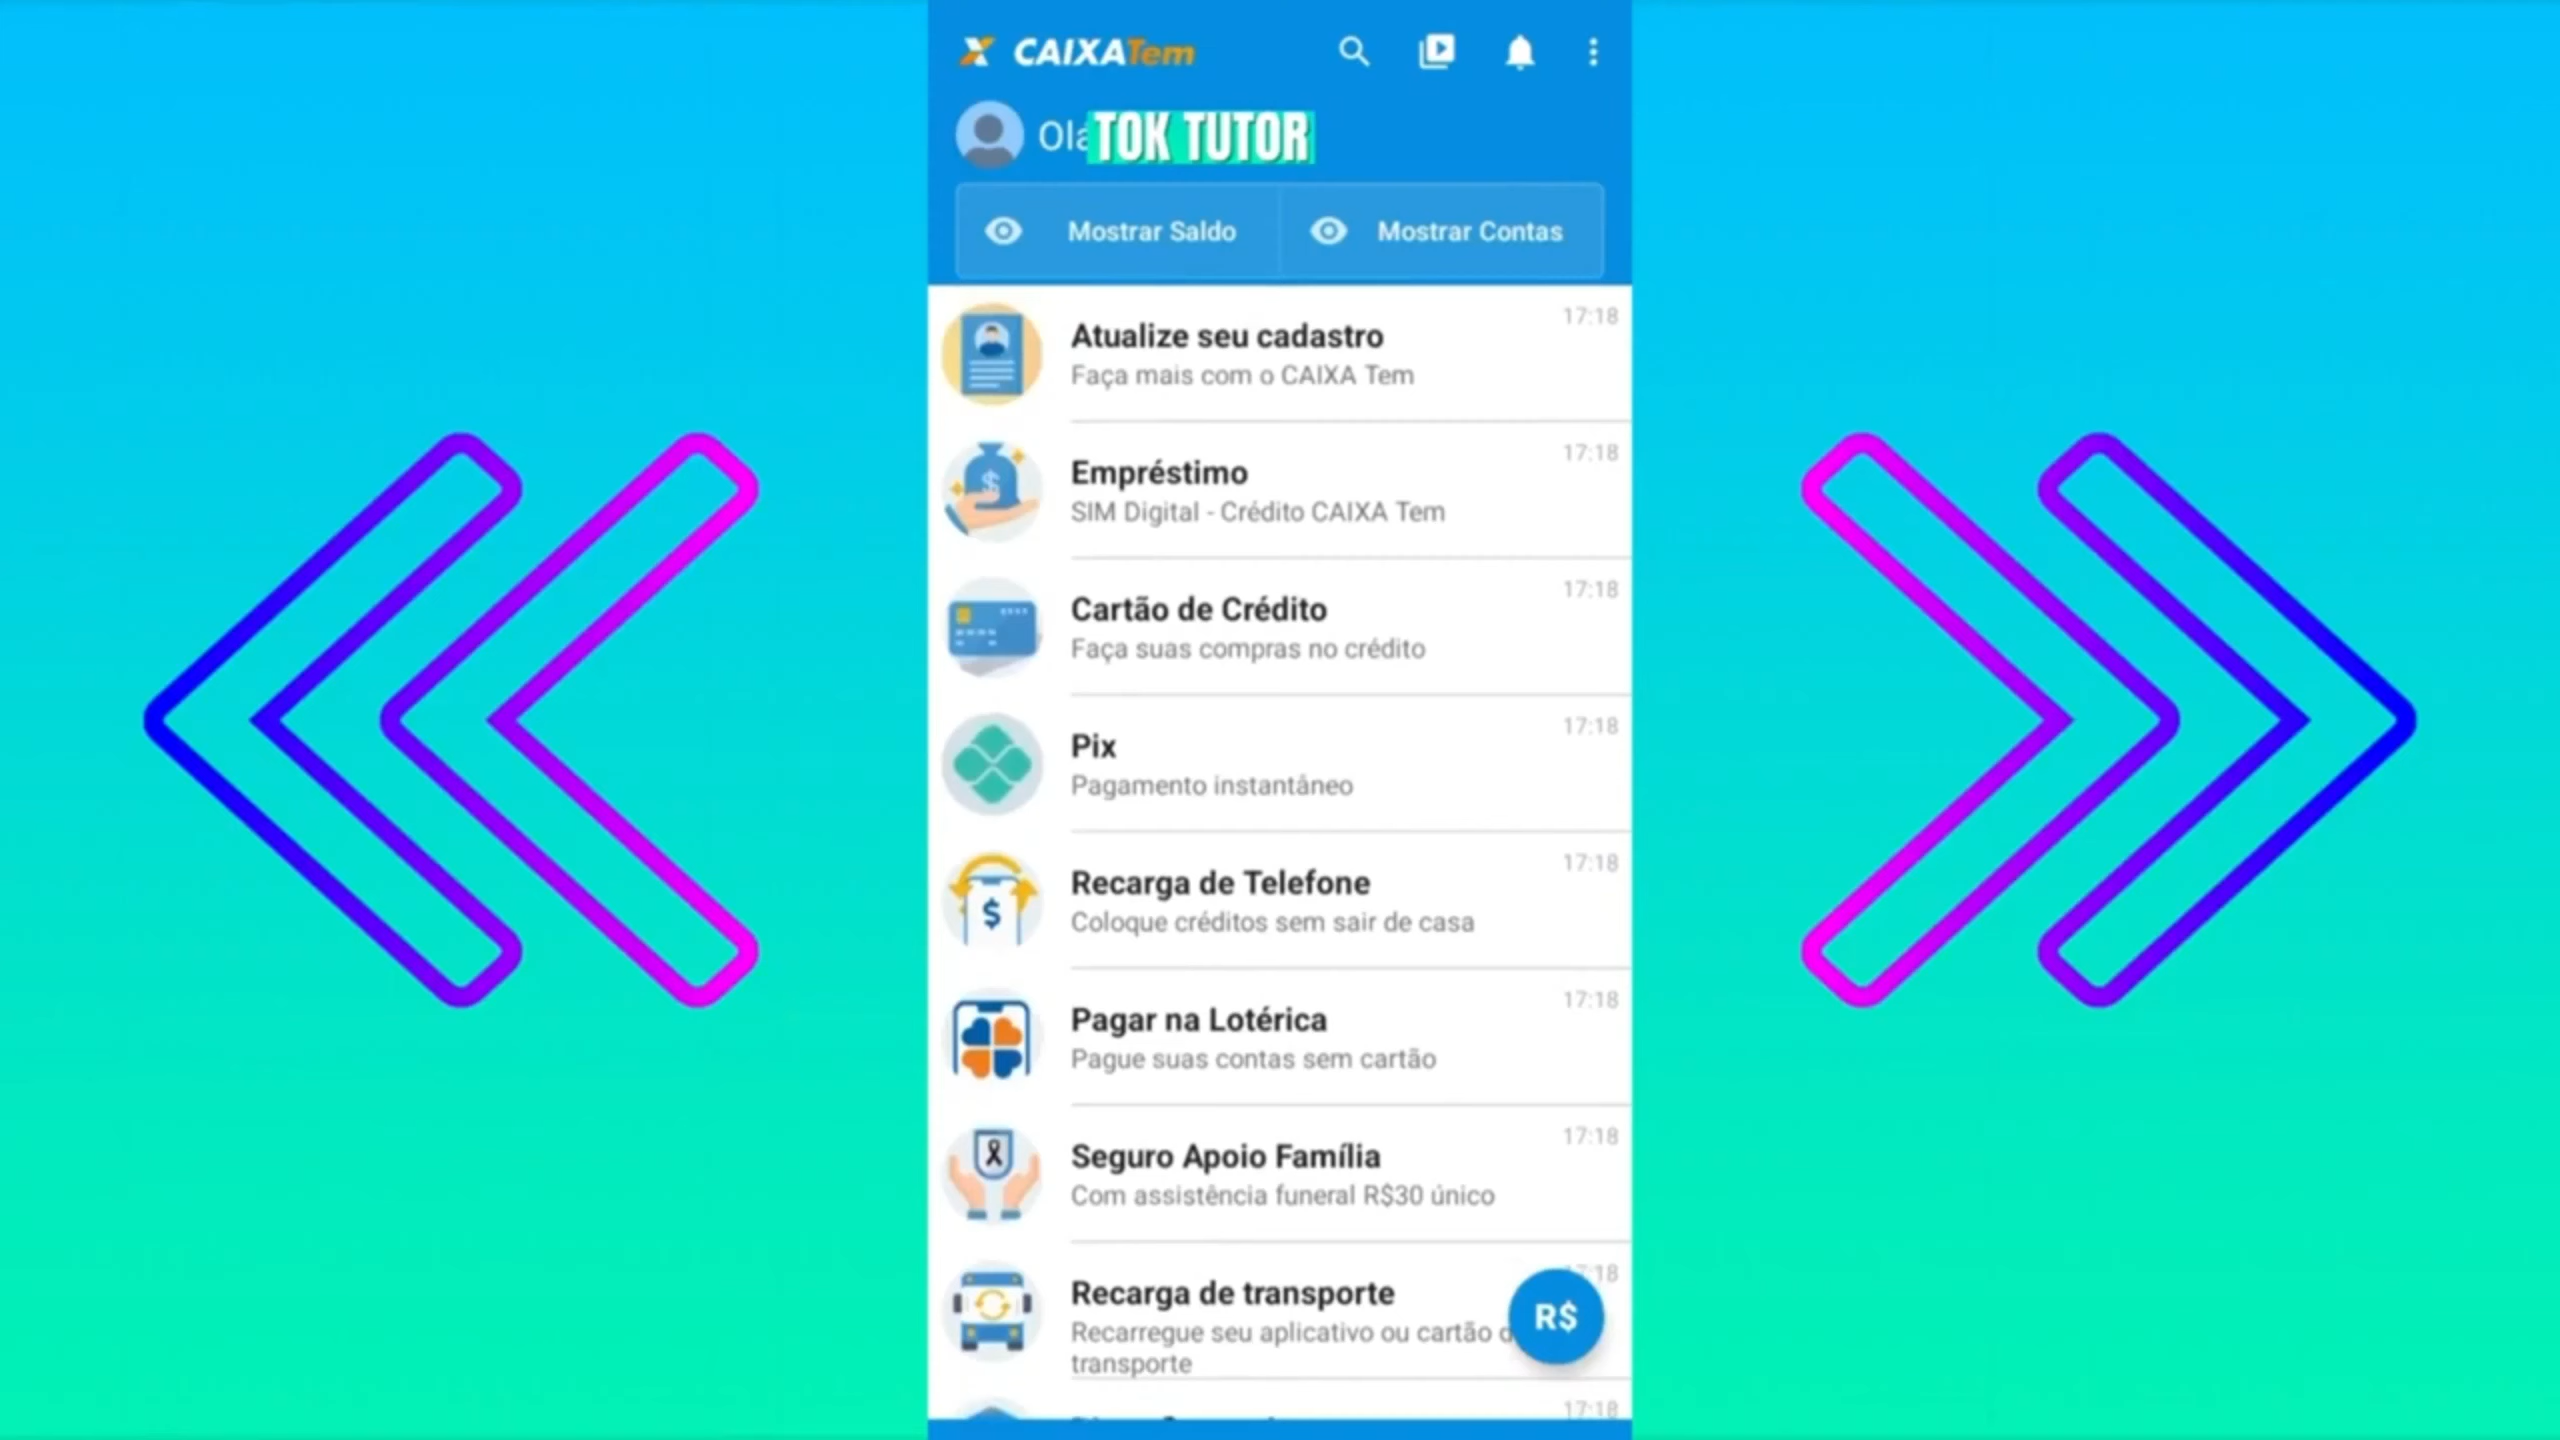 CAIXATem
Olá
TOK TUTOR
Mostrar Saldo
Mostrar Contas
Atualize seu cadastro
17:18
Faça mais com o CAIXA Tem
Empréstimo
17:18
SIM Digital - Crédito CAIXA Tem
Cartão de Crédito
17:18
Faça suas compras no crédito
Pix
17:18
Pagamento instantâneo
Recarga de Telefone
17:18
Coloque créditos sem sair de casa
Pagar na Lotérica
17:18
Pague suas contas sem cartão
Seguro Apoio Família
17:18
Com assistência funeral R$30 único
Recarga de transporte
Recarregue seu aplicativo ou cartão
transporte
R$
17:18